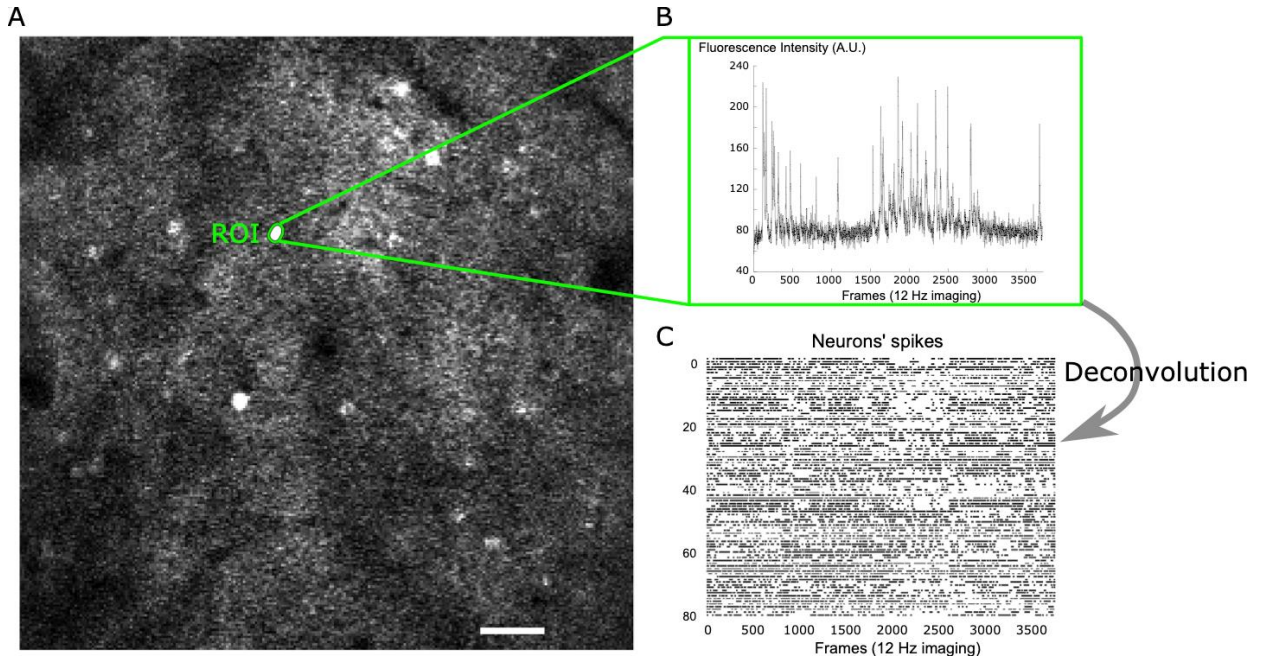 A
ROI
B
Fluorescence Intensity (A.U.)
240
200
160
120
80
40
0 500 1000 1500 2000 2500 3000 3500
Frames (12 Hz imaging)
Deconvolution
C
Neurons' spikes
0
20
40
60
80
0 500 1000 1500 2000 2500 3000 3500
Frames (12 Hz imaging)